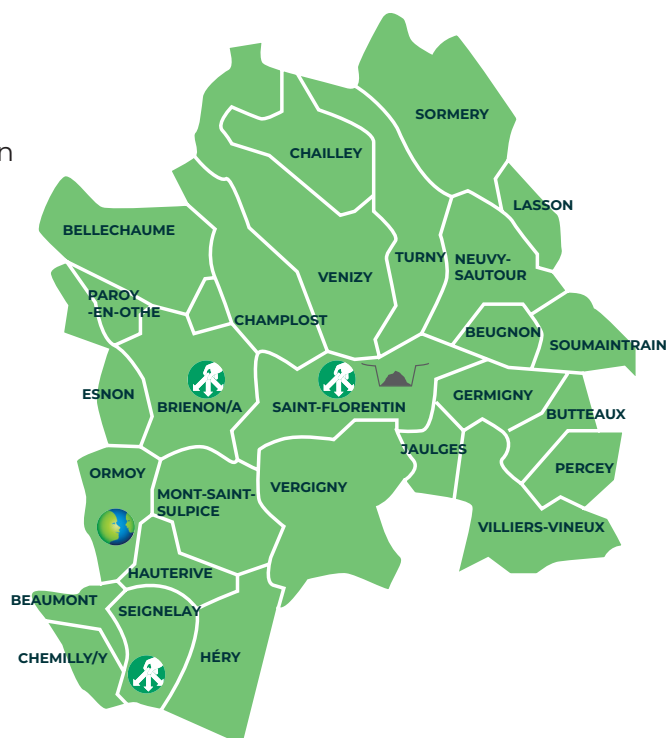 n
SORMERY
CHAILLEY
LASSON
BELLECHAUME
TURNY
NEUVY-
SAUTOUR
VENIZY
PAROY
-EN-OTHE
CHAMPLOST
BEUGNON
SOUMAINTRAIN
ESNON
BRIENON/A
SAINT-FLORENTIN
GERMIGNY
BUTTEAUX
JAULGES
ORMOY
PERCEY
MONT-SAINT-
SULPICE
VERGIGNY
VILLIERS-VINEUX
HAUTERIVE
BEAUMONT
SEIGNELAY
CHEMILLY/Y
HÉRY